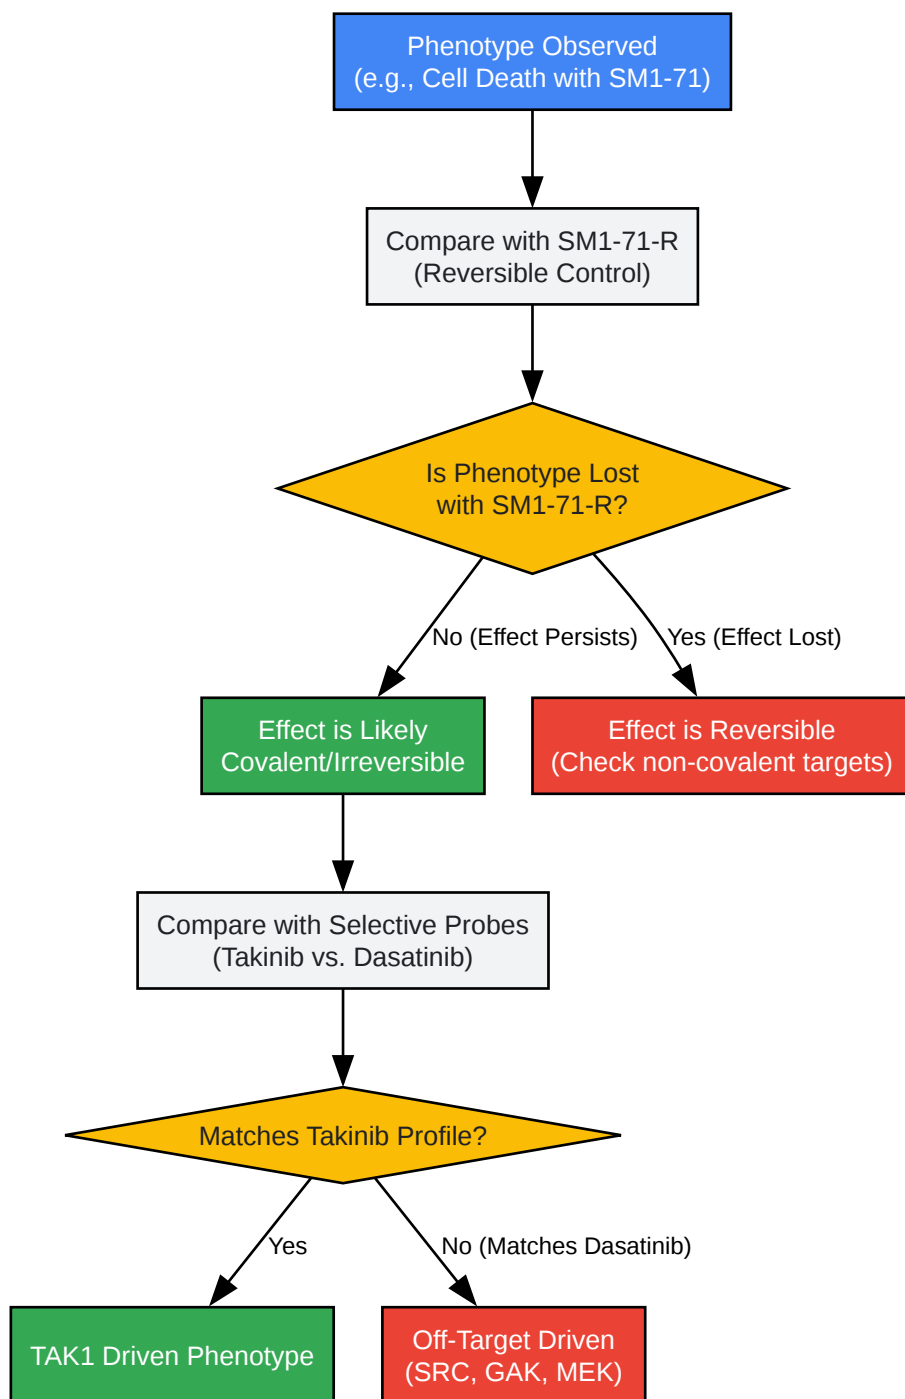 Phenotype Observed
(e.g., Cell Death with SM1-71)
Compare with SM1-71-R
(Reversible Control)
Is Phenotype Lost
with SM1-71-R?
No (Effect Persists)
Yes (Effect Lost)
Effect is Likely
Covalent/Irreversible
Effect is Reversible
(Check non-covalent targets)
Compare with Selective Probes
(Takinib vs. Dasatinib)
Matches Takinib Profile?
Yes
No (Matches Dasatinib)
TAK1 Driven Phenotype
Off-Target Driven
(SRC, GAK, MEK)